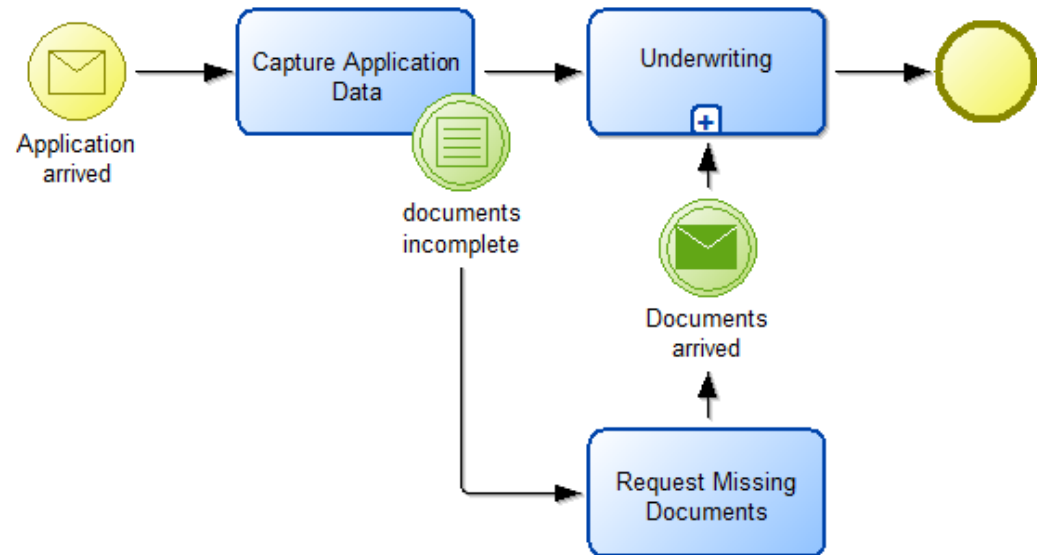 Application
arrived
Capture Application
Data
documents
incomplete
Underwriting
Documents
arrived
Request Missing
Documents